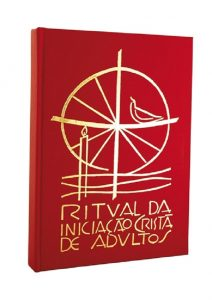 RITVAL DA
INICIAÇÃO CRISTÃ
DE ADVLTOS